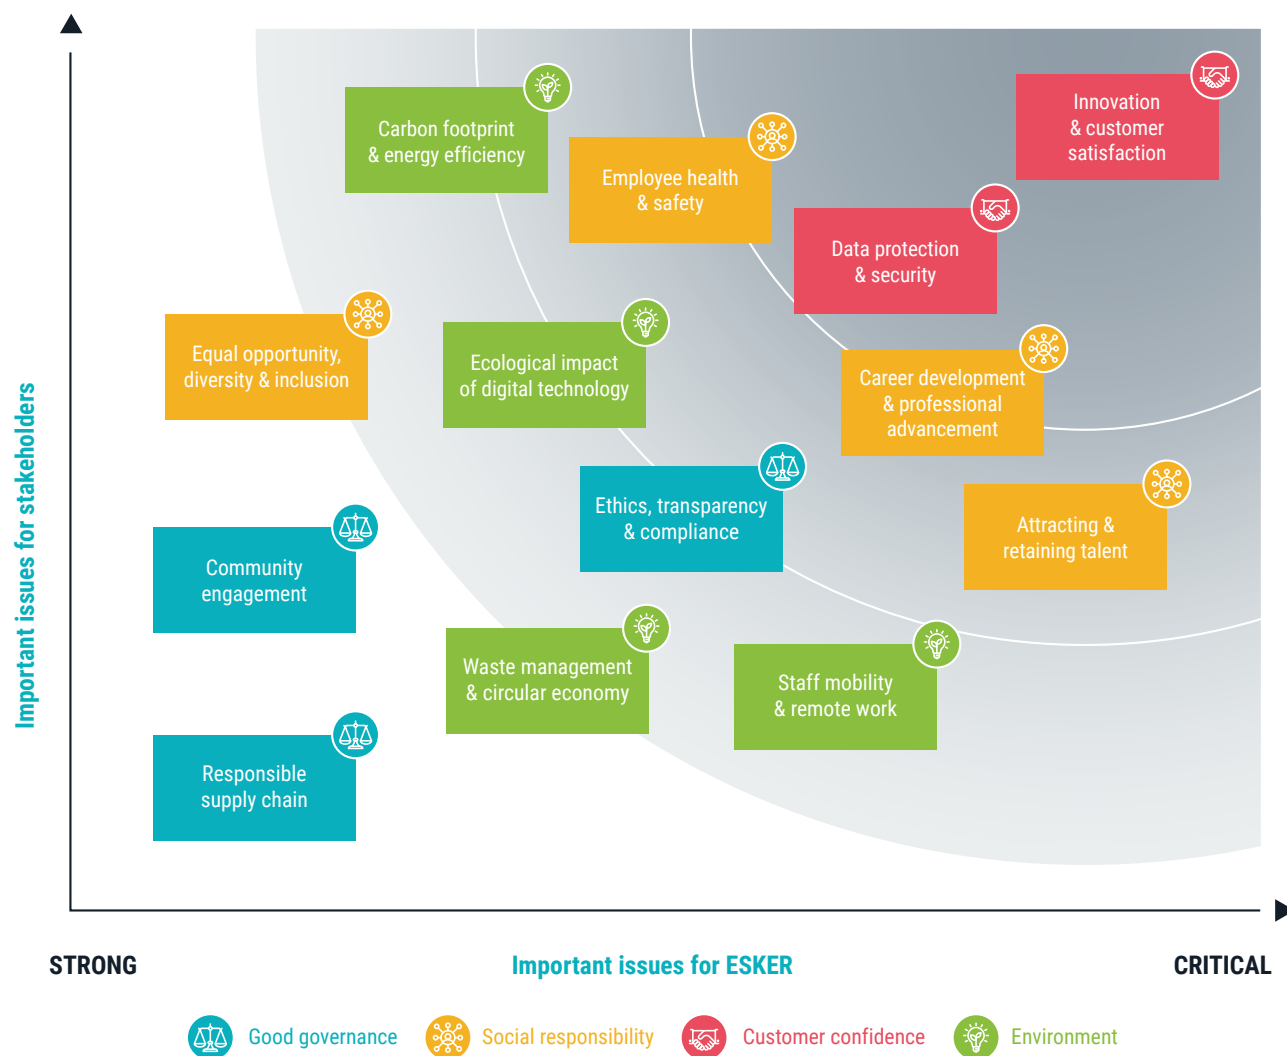 Carbon footprint
& energy efficiency
Employee health
& safety
Innovation
& customer
satisfaction
Data protection
& security
Equal opportunity,
diversity & inclusion
Ecological impact
of digital technology
Career development
& professional
advancement
Ethics, transparency
& compliance
Attracting &
retaining talent
Community
engagement
Waste management
& circular economy
Staff mobility
& remote work
Responsible
supply chain
Important issues for stakeholders
STRONG
Important issues for ESKER
CRITICAL
Good governance
Social responsibility
Customer confidence
Environment